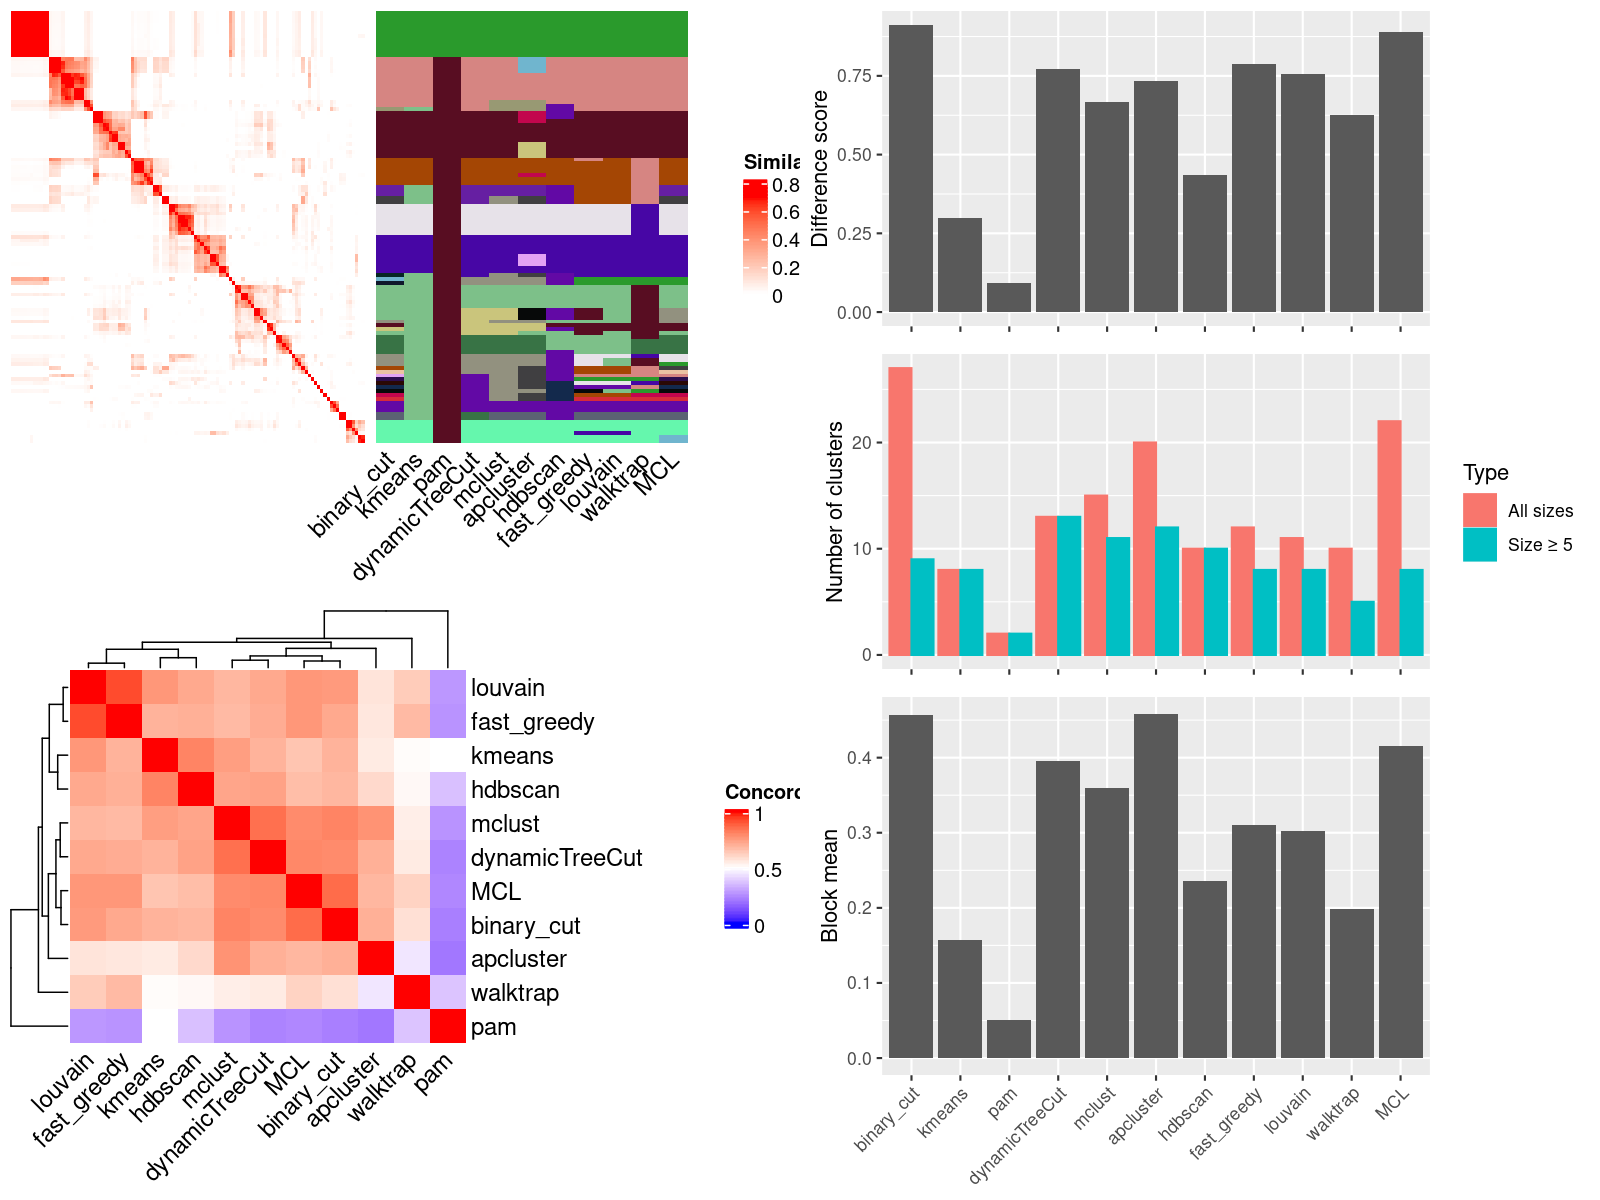 Simila
0.8
0.6
0.4
0.2
0
binary_cut
kmeans
pam
dynamicTreeCut
mclust
apcluster
hdbscan
fast_greedy
louvain
walktrap
MCL
louvain
fast_greedy
kmeans
hdbscan
mclust
dynamicTreeCut
MCL
binary_cut
apcluster
walktrap
pam
louvain
fast_greedy
kmeans
hdbscan
mclust
dynamicTreeCut
MCL
binary_cut
apcluster
walktrap
pam
Concord
1
0.5
0
Difference score
0.75
0.50
0.25
0.00
Number of clusters
20
10
0
Type
All sizes
Size ≥ 5
Block mean
0.4
0.3
0.2
0.1
0.0
binary_cut
kmeans
pam
dynamicTreeCut
mclust
apcluster
hdbscan
fast_greedy
louvain
walktrap
MCL